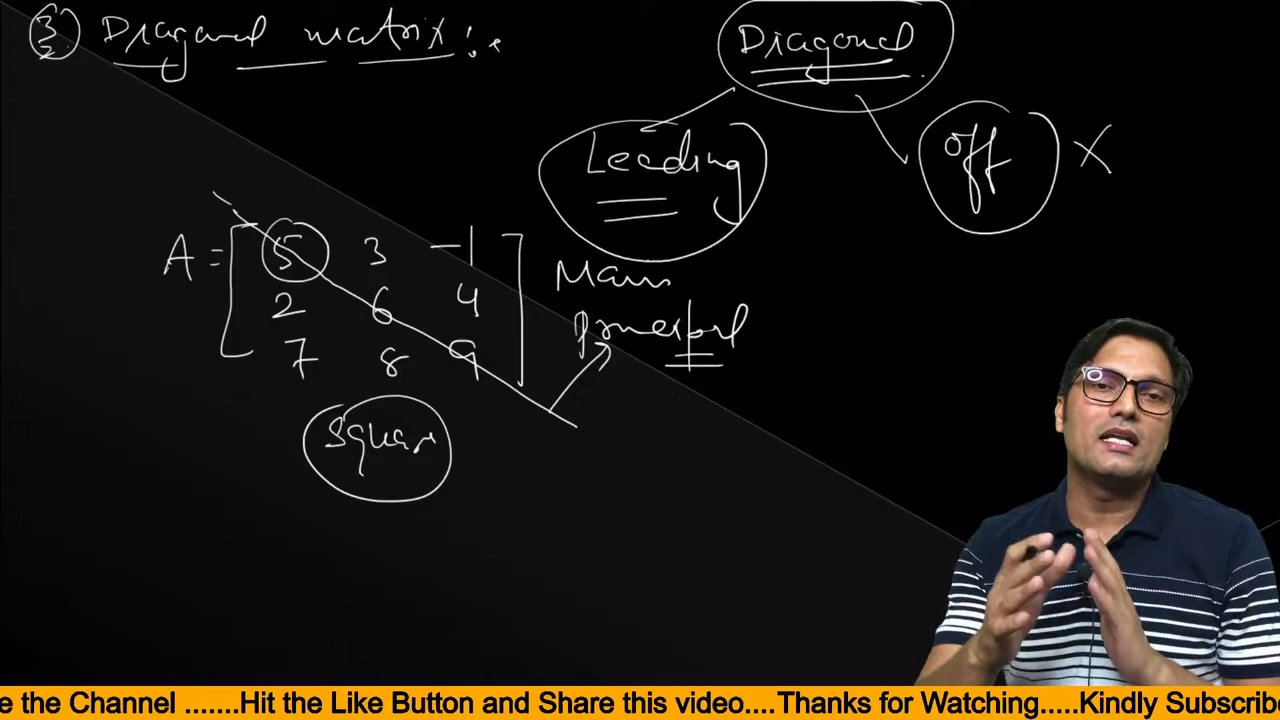 3 Diagonal matrix :.
Diagonal
Leading
off X
A = [ 5 3 -1
2 6 4
7 8 9 ]
Main
Principal
Square
e the Channel .......Hit the Like Button and Share this video....Thanks for Watching.....Kindly Subscrib